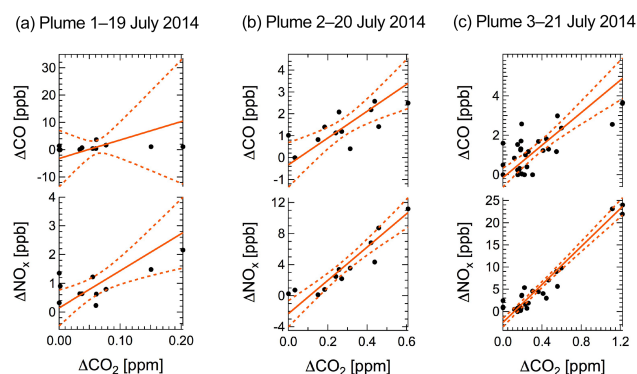 (a) Plume 1–19 July 2014
(b) Plume 2–20 July 2014
(c) Plume 3–21 July 2014
ΔCO [ppb]
30
20
10
0
-10
ΔCO [ppb]
4
2
1
0
-1
ΔCO [ppb]
6
4
2
0
ΔNOx [ppb]
4
3
2
1
0
ΔNOx [ppb]
12
8
4
0
-4
ΔNOx [ppb]
25
20
15
10
5
0
0.00 0.10 0.20
0.0 0.2 0.4 0.6
0.0 0.4 0.8 1.2
ΔCO2 [ppm]
ΔCO2 [ppm]
ΔCO2 [ppm]